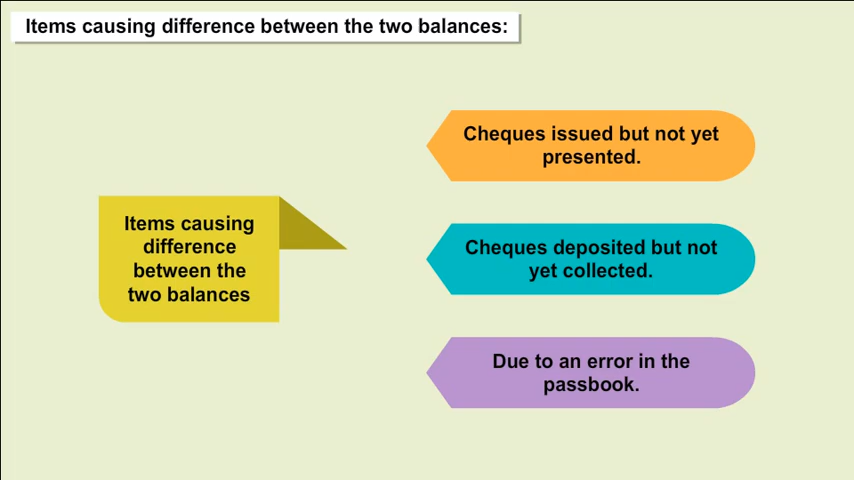 Items causing difference between the two balances:
Items causing
difference
between the
two balances
Cheques issued but not yet
presented.
Cheques deposited but not
yet collected.
Due to an error in the
passbook.